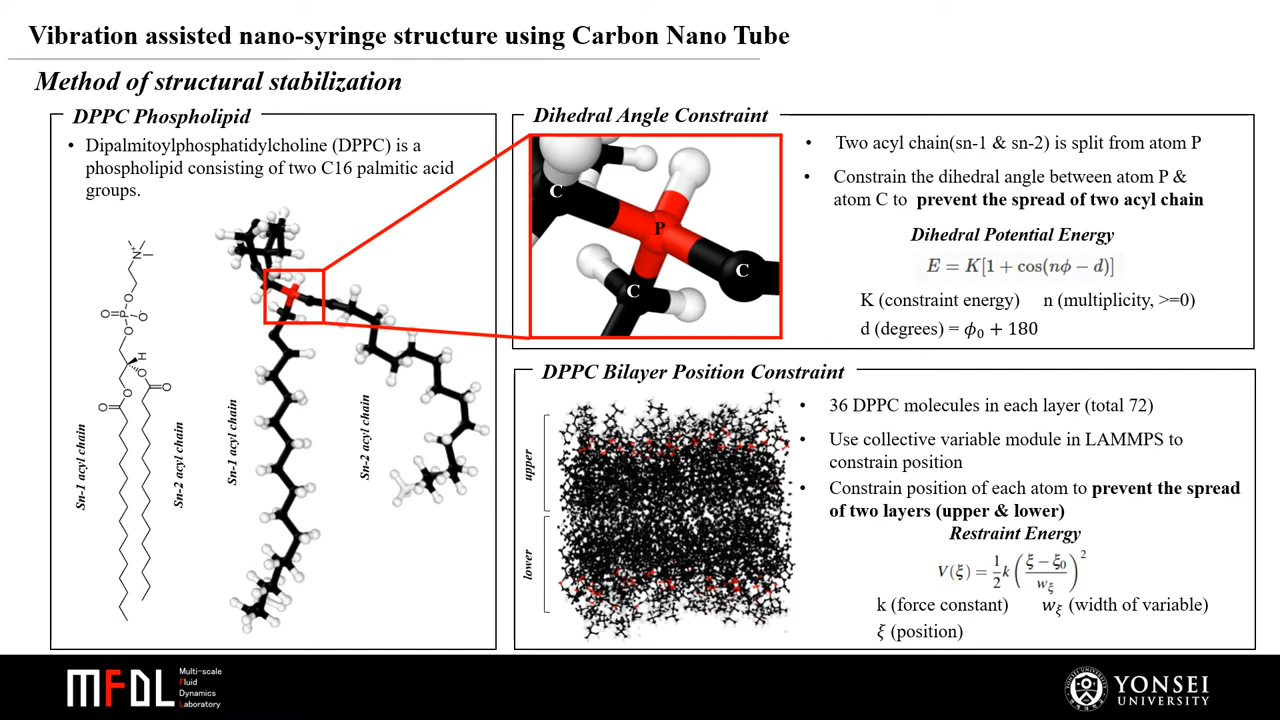 Vibration assisted nano-syringe structure using Carbon Nano Tube
Method of structural stabilization
DPPC Phospholipid
• Dipalmitoylphosphatidylcholine (DPPC) is a
phospholipid consisting of two C16 palmitic acid
groups.
N+
O
O=P-O-
O
H
O
O
O
O
Sn-1 acyl chain
Sn-2 acyl chain
Sn-1 acyl chain
Sn-2 acyl chain
Dihedral Angle Constraint
C
P
C
C
• Two acyl chain(sn-1 & sn-2) is split from atom P
• Constrain the dihedral angle between atom P &
atom C to prevent the spread of two acyl chain
Dihedral Potential Energy
E = K[1 + cos(nϕ − d)]
K (constraint energy) n (multiplicity, >=0)
d (degrees) = ϕ₀ + 180
DPPC Bilayer Position Constraint
upper
lower
• 36 DPPC molecules in each layer (total 72)
• Use collective variable module in LAMMPS to
constrain position
• Constrain position of each atom to prevent the spread
of two layers (upper & lower)
Restraint Energy
V(ξ) = 1/2 k ((ξ − ξ₀)/w_ξ)²
k (force constant) w_ξ (width of variable)
ξ (position)
MFDL
Multi-scale
Fluid
Dynamics
Laboratory
YONSEI
UNIVERSITY